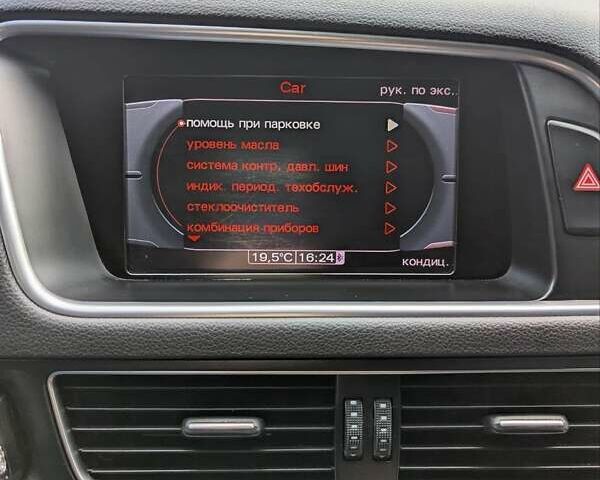 Car
рук. по экс..
помощь при парковке
уровень масла
система контр. давл. шин
индик. период. техобслуж.
стеклоочиститель
комбинация приборов
19,5°C 16:24
кондиц.